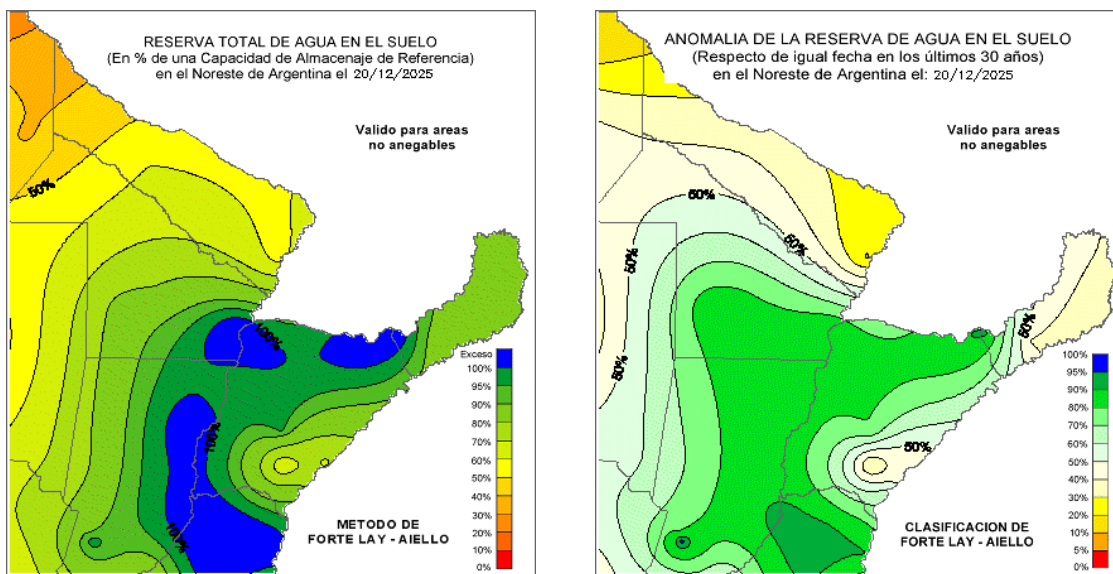 RESERVA TOTAL DE AGUA EN EL SUELO
(En % de una Capacidad de Almacenaje de Referencia)
en el Noreste de Argentina el 20/12/2025
Valido para areas
no anegables
50%
100%
100%
100%
Exceso
100%
95%
90%
80%
70%
60%
50%
40%
30%
20%
10%
0%
METODO DE
FORTE LAY - AIELLO
ANOMALIA DE LA RESERVA DE AGUA EN EL SUELO
(Respecto de igual fecha en los últimos 30 años)
en el Noreste de Argentina el: 20/12/2025
Valido para areas
no anegables
50%
50%
50%
50%
50%
50%
100%
95%
90%
80%
70%
60%
50%
40%
30%
20%
10%
5%
0%
CLASIFICACION DE
FORTE LAY - AIELLO